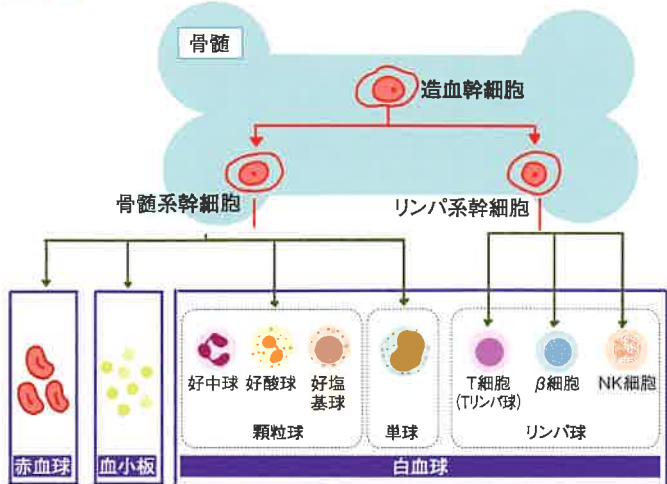 骨髄
造血幹細胞
骨髄系幹細胞
リンパ系幹細胞
好中球
好酸球
好塩
基球
T細胞
(Tリンパ球)
β細胞
NK細胞
顆粒球
単球
リンパ球
赤血球
血小板
白血球